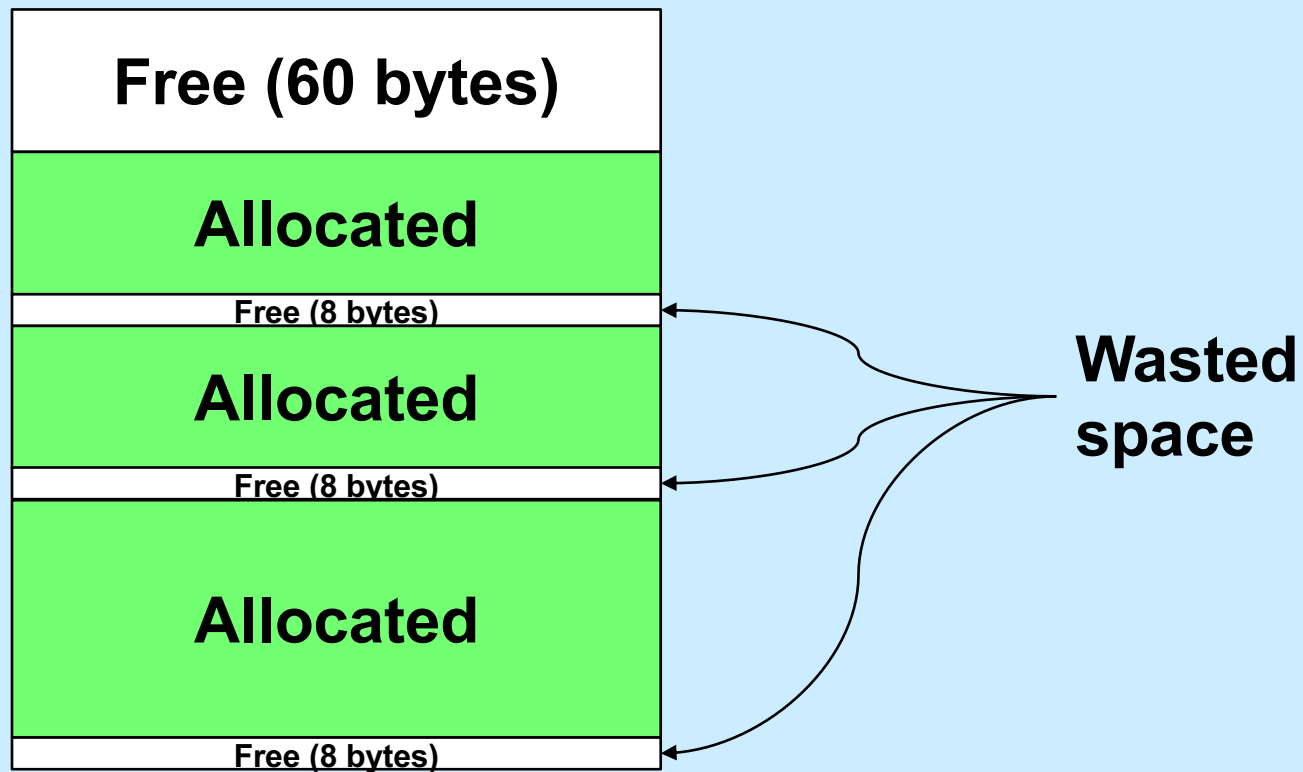 Free (60 bytes)
Allocated
Free (8 bytes)
Allocated
Free (8 bytes)
Allocated
Free (8 bytes)
Wasted
space